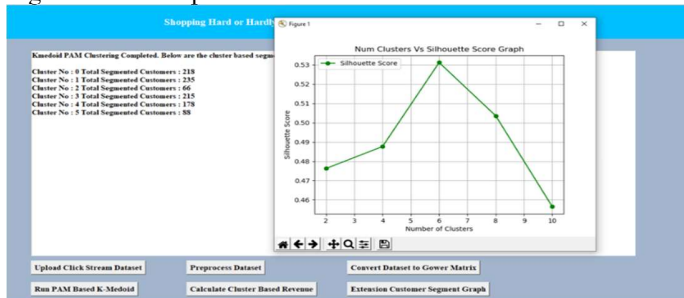 Shopping Hard or Hardly
Figure 1
Kmedoid PAM Clustering Completed. Below are the cluster based segm
Cluster No : 0 Total Segmented Customers : 218
Cluster No : 1 Total Segmented Customers : 235
Cluster No : 2 Total Segmented Customers : 66
Cluster No : 3 Total Segmented Customers : 215
Cluster No : 4 Total Segmented Customers : 178
Cluster No : 5 Total Segmented Customers : 88
Num Clusters Vs Silhouette Score Graph
Silhouette Score
0.53
0.52
0.51
0.50
0.49
0.48
0.47
0.46
Silhouette Score
2 3 4 5 6 7 8 9 10
Number of Clusters
Upload Click Stream Dataset
Preprocess Dataset
Convert Dataset to Gower Matrix
Run PAM Based K-Medoid
Calculate Cluster Based Revenue
Extension Customer Segment Graph